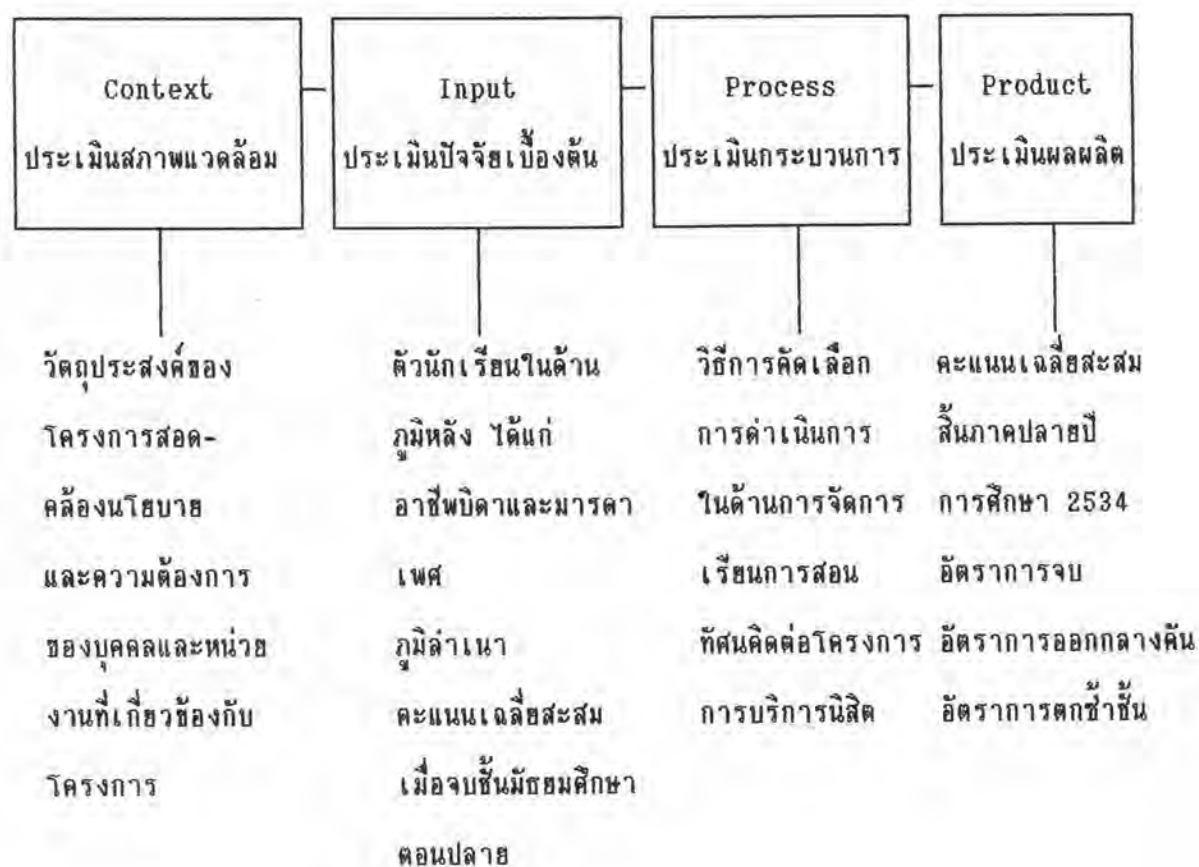 Context
ประเมินสภาพแวดล้อม
Input
ประเมินปัจจัยเบื้องต้น
Process
ประเมินกระบวนการ
Product
ประเมินผลผลิต
วัตถุประสงค์ของ
โครงการสอด-
คล้องนโยบาย
และความต้องการ
ของบุคคลและหน่วย
งานที่เกี่ยวข้องกับ
โครงการ
ตัวนักเรียนในด้าน
ภูมิหลัง ได้แก่
อาชีพบิดาและมารดา
เพศ
ภูมิลำเนา
คะแนนเฉลี่ยสะสม
เมื่อจบชั้นมัธยมศึกษา
ตอนปลาย
วิธีการคัดเลือก
การดำเนินการ
ในด้านการจัดการ
เรียนการสอน
ทัศนคติต่อโครงการ
การบริการนิสิต
คะแนนเฉลี่ยสะสม
สิ้นภาคปลายปี
การศึกษา 2534
อัตราการจบ
อัตราการออกกลางคัน
อัตราการตกซ้ำชั้น